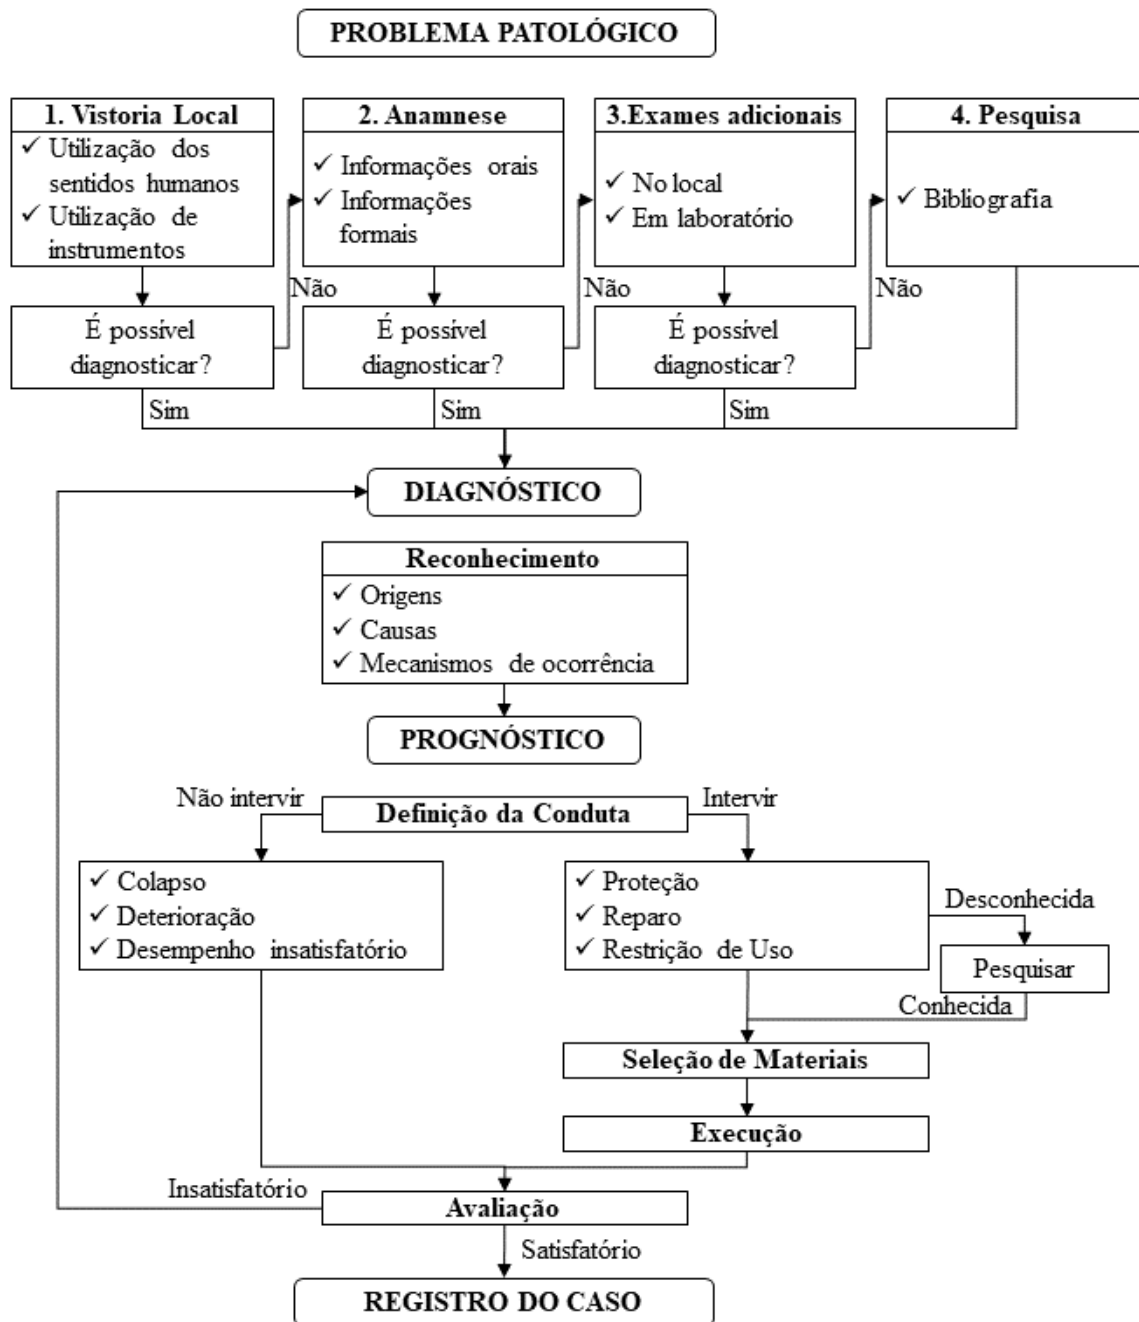 PROBLEMA PATOLÓGICO
1. Vistoria Local
✓ Utilização dos
sentidos humanos
✓ Utilização de
instrumentos
2. Anamnese
✓ Informações orais
✓ Informações
formais
3.Exames adicionais
✓ No local
✓ Em laboratório
4. Pesquisa
✓ Bibliografia
Não
Não
Não
É possível
diagnosticar?
É possível
diagnosticar?
É possível
diagnosticar?
Sim
Sim
Sim
DIAGNÓSTICO
Reconhecimento
✓ Origens
✓ Causas
✓ Mecanismos de ocorrência
PROGNÓSTICO
Não intervir
Definição da Conduta
Intervir
✓ Colapso
✓ Deterioração
✓ Desempenho insatisfatório
✓ Proteção
✓ Reparo
✓ Restrição de Uso
Desconhecida
Pesquisar
Conhecida
Seleção de Materiais
Execução
Insatisfatório
Avaliação
Satisfatório
REGISTRO DO CASO